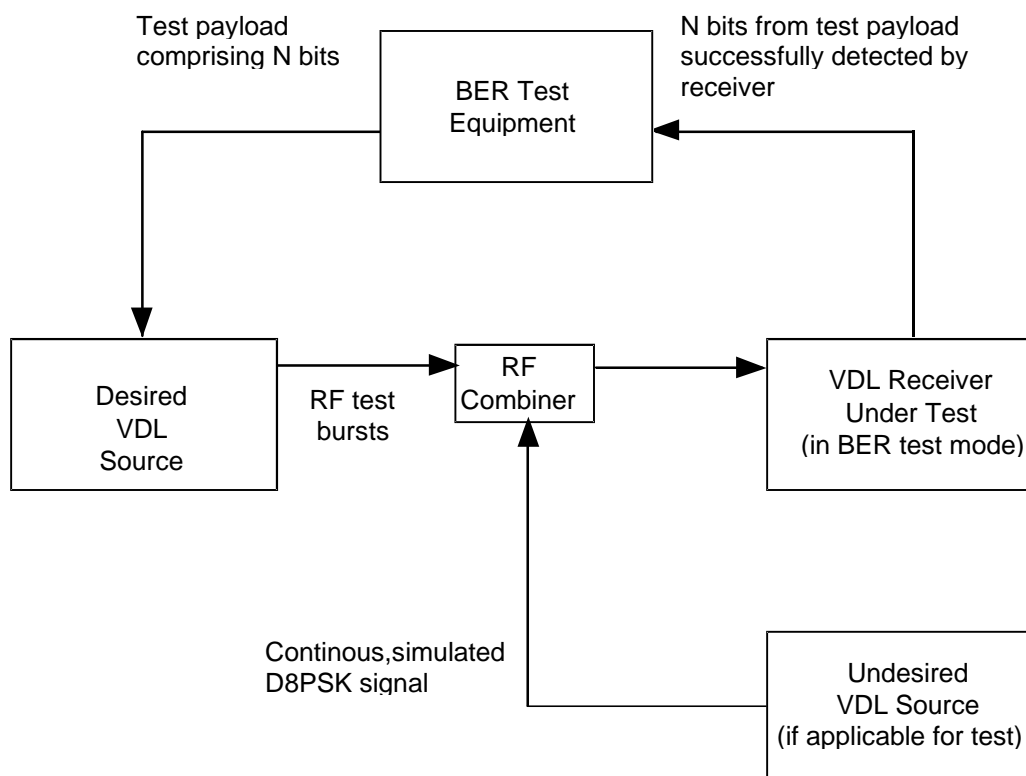 Test payload
comprising N bits
N bits from test payload
successfully detected by
receiver
BER Test
Equipment
Desired
VDL
Source
RF test
bursts
RF
Combiner
VDL Receiver
Under Test
(in BER test mode)
Continous,simulated
D8PSK signal
Undesired
VDL Source
(if applicable for test)